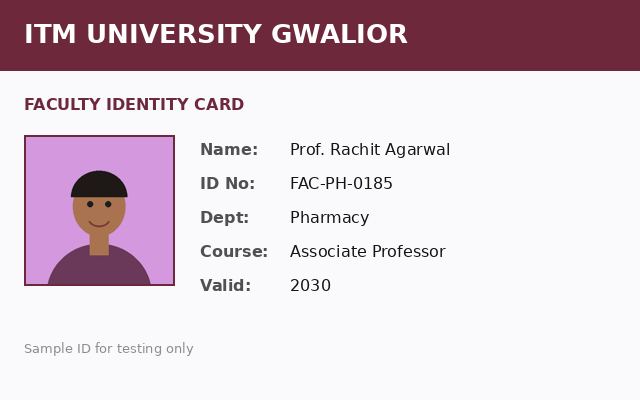 ITM UNIVERSITY GWALIOR
FACULTY IDENTITY CARD
Name: Prof. Rachit Agarwal
ID No: FAC-PH-0185
Dept: Pharmacy
Course: Associate Professor
Valid: 2030
Sample ID for testing only